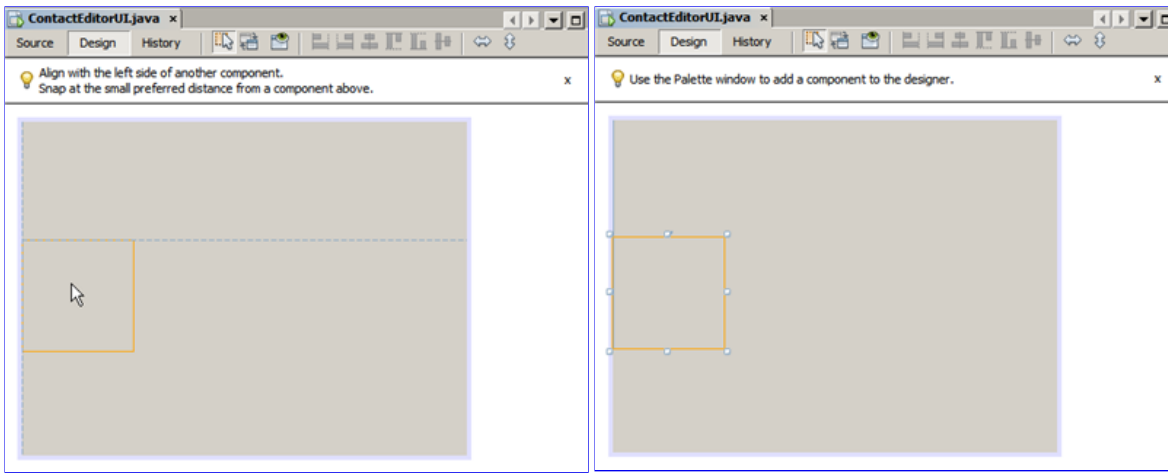 ContactEditorUI.java x
Source Design History
Align with the left side of another component.
Snap at the small preferred distance from a component above.
x
ContactEditorUI.java x
Source Design History
Use the Palette window to add a component to the designer.
x